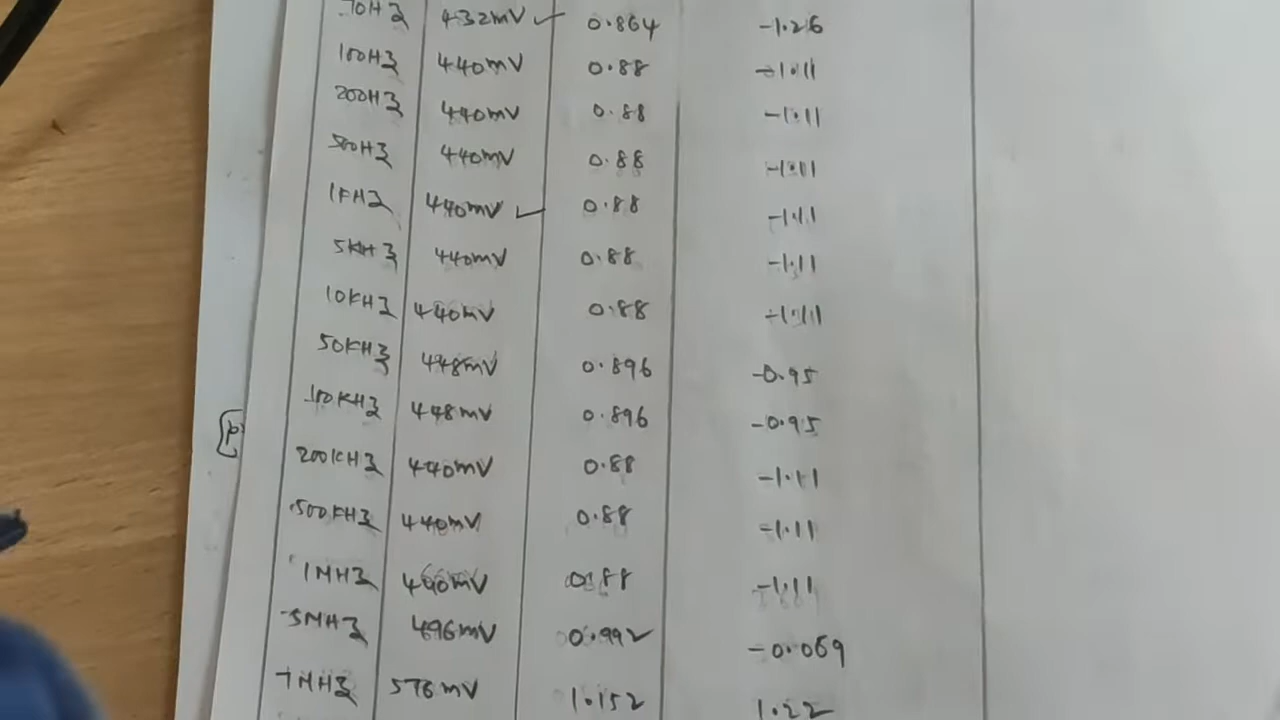 70Hz 432mV ✓ 0.864 -1.26
100Hz 440mV 0.88 -1.11
200Hz 440mV 0.88 -1.11
500Hz 440mV 0.88 -1.11
1KHz 440mV ✓ 0.88 -1.11
5KHz 440mV 0.88 -1.11
10KHz 440mV 0.88 -1.11
50KHz 448mV 0.896 -0.95
100KHz 448mV 0.896 -0.95
200KHz 440mV 0.88 -1.11
500KHz 440mV 0.88 -1.11
1MHz 440mV 0.88 -1.11
5MHz 496mV 0.992 -0.069
7MHz 576mV 1.152 1.22